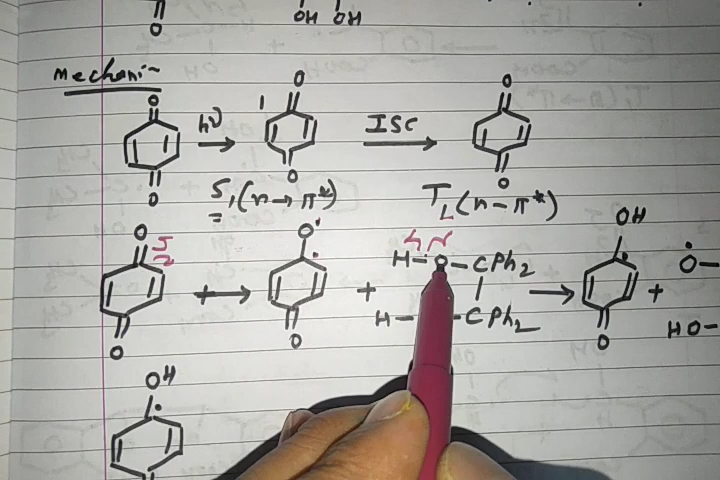 O OH OH
Mechani~
O O O
hν ISC
O O O
S₁(n→π*) T₁(n-π*)
O O OH
H-O-CPh₂
+ + Ȯ-
H- CPh₂
O O O HO-
OH